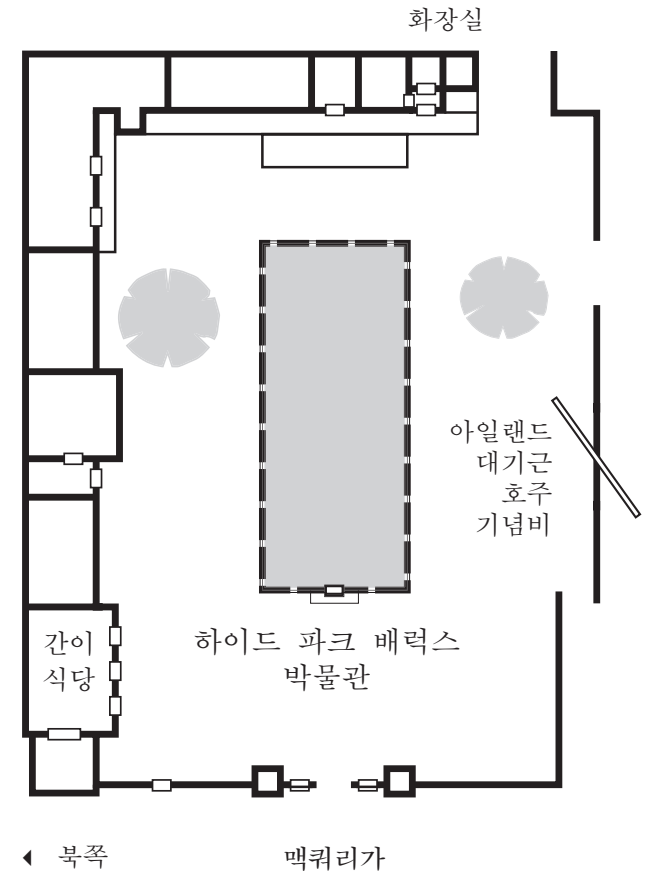 화장실
아일랜드
대기근
호주
기념비
간이
식당
하이드 파크 배럭스
박물관
북쪽
맥쿼리가